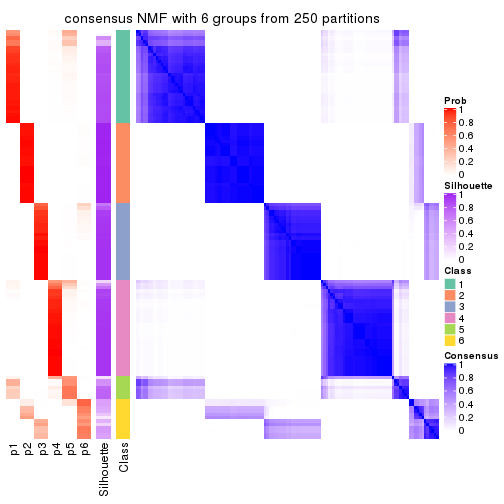 consensus NMF with 6 groups from 250 partitions
Prob
1
0.8
0.6
0.4
0.2
0
Silhouette
1
0.8
0.6
0.4
0.2
0
Class
1
2
3
4
5
6
Consensus
1
0.8
0.6
0.4
0.2
0
p1
p2
p3
p4
p5
p6
Silhouette
Class